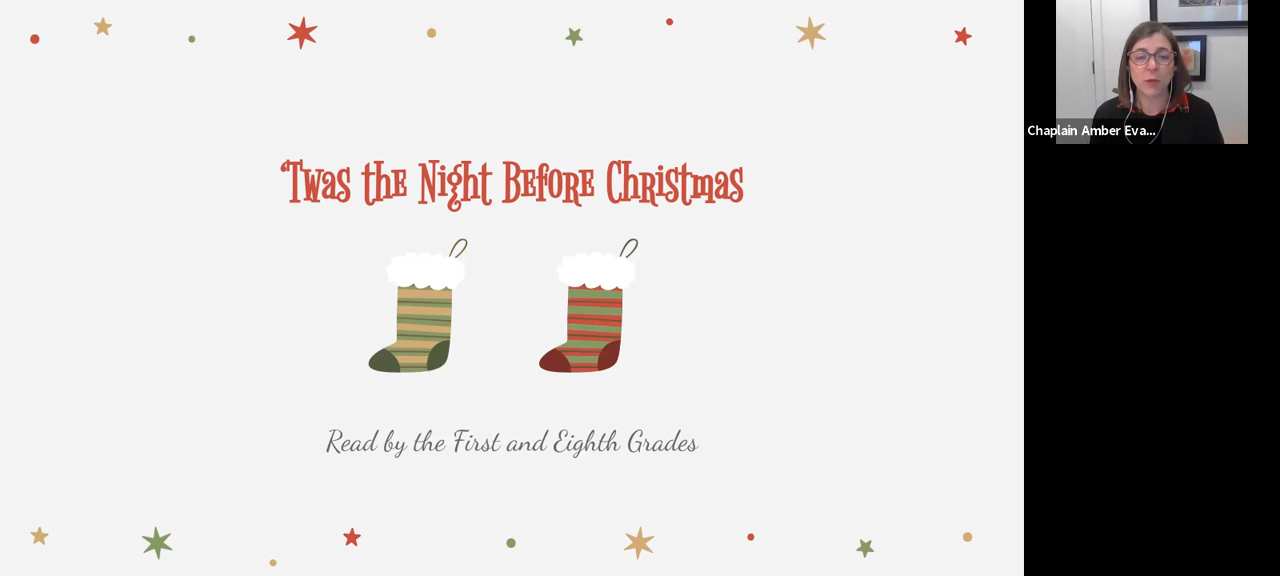 ‘Twas the Night Before Christmas
Read by the First and Eighth Grades
Chaplain Amber Eva...